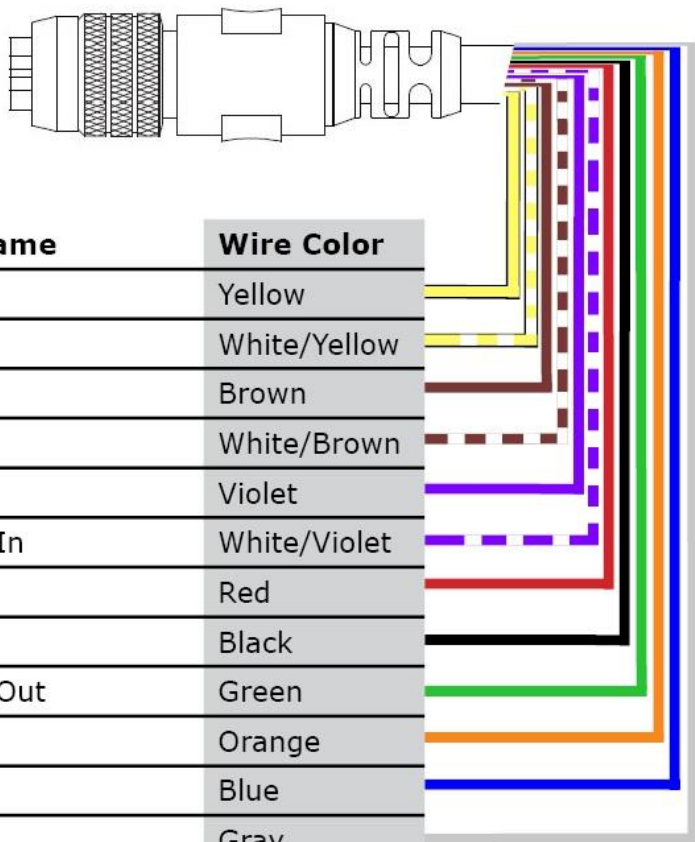 ame Wire Color
Yellow
White/Yellow
Brown
White/Brown
Violet
In White/Violet
Red
Black
Out Green
Orange
Blue
Gray